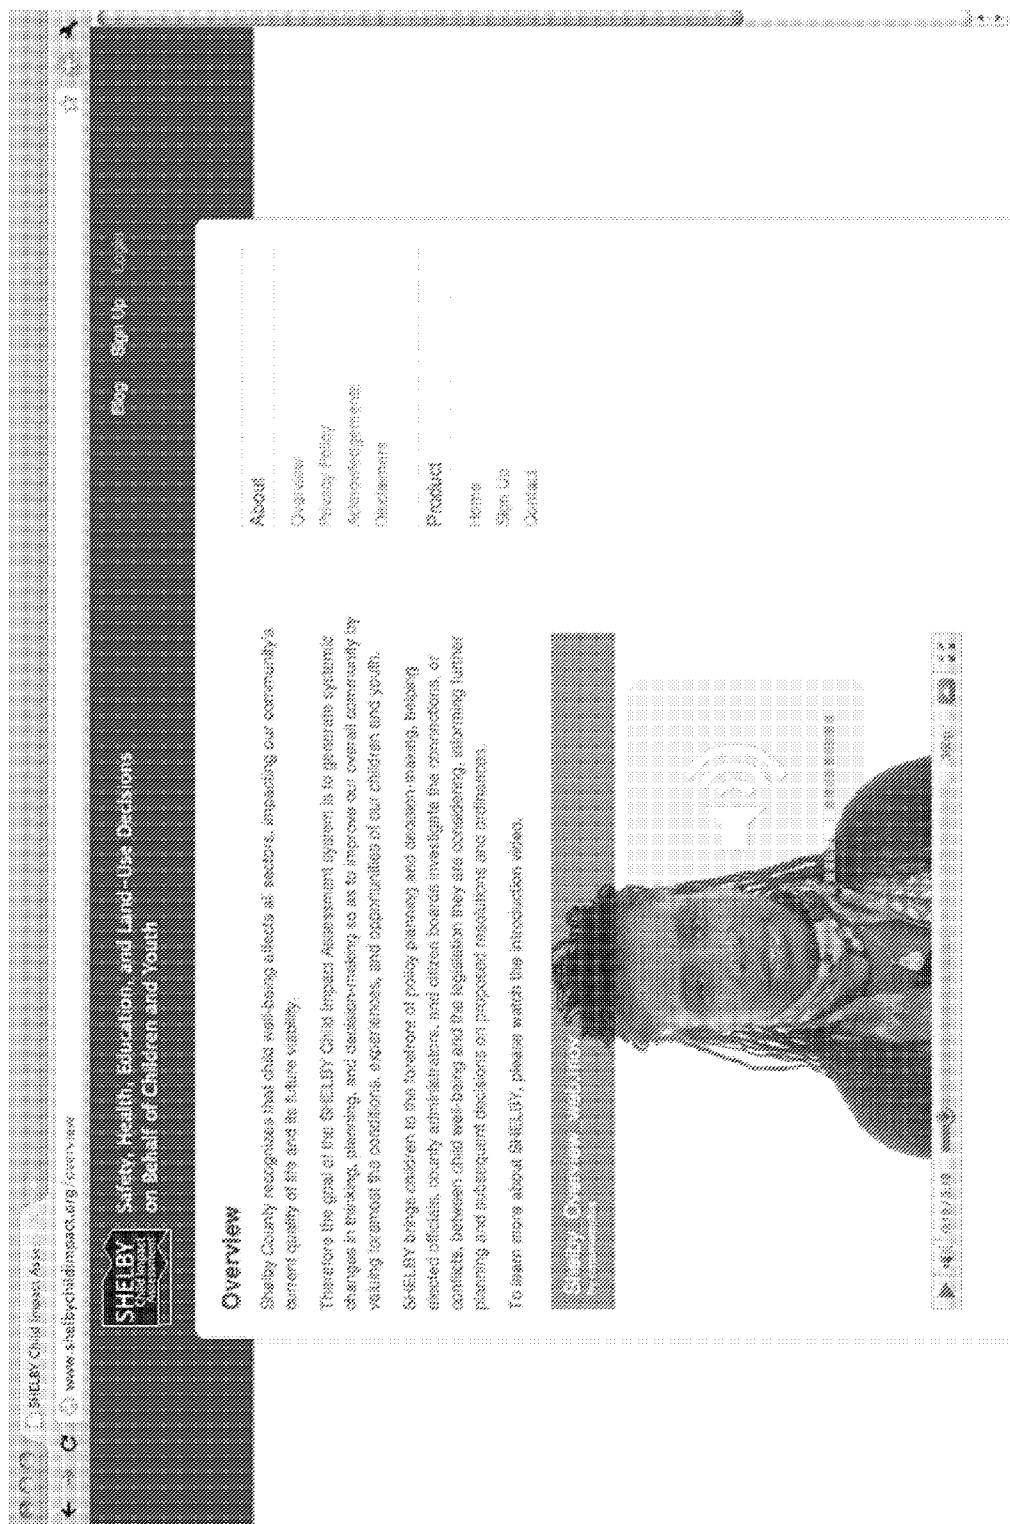 SHELBY Child Impact Asses
www.shelbychildimpact.org/overview
SHELBY
Child Impact
Safety, Health, Education, and Land-Use Decisions
on Behalf of Children and Youth
Blog Sign Up Login
Overview
Shelby County recognizes that child well-being affects all sectors, impacting our community's
current quality of life and its future viability.
Therefore the goal of the SHELBY Child Impact Assessment system is to generate systemic
changes in thinking, planning, and decision-making so as to improve our overall community by
valuing foremost the conditions, experiences, and opportunities of our children and youth.
SHELBY brings children to the forefront of policy planning and decision-making, helping
elected officials, county administrators, and citizen boards investigate the connections, or
conflicts, between child well-being and the legislation they are considering, informing further
planning and subsequent decisions on proposed resolutions and ordinances.
To learn more about SHELBY, please watch the introduction video.
Shelby Overview
About
Overview
Privacy Policy
Acknowledgements
Disclaimers
Product
Home
Sign Up
Contact